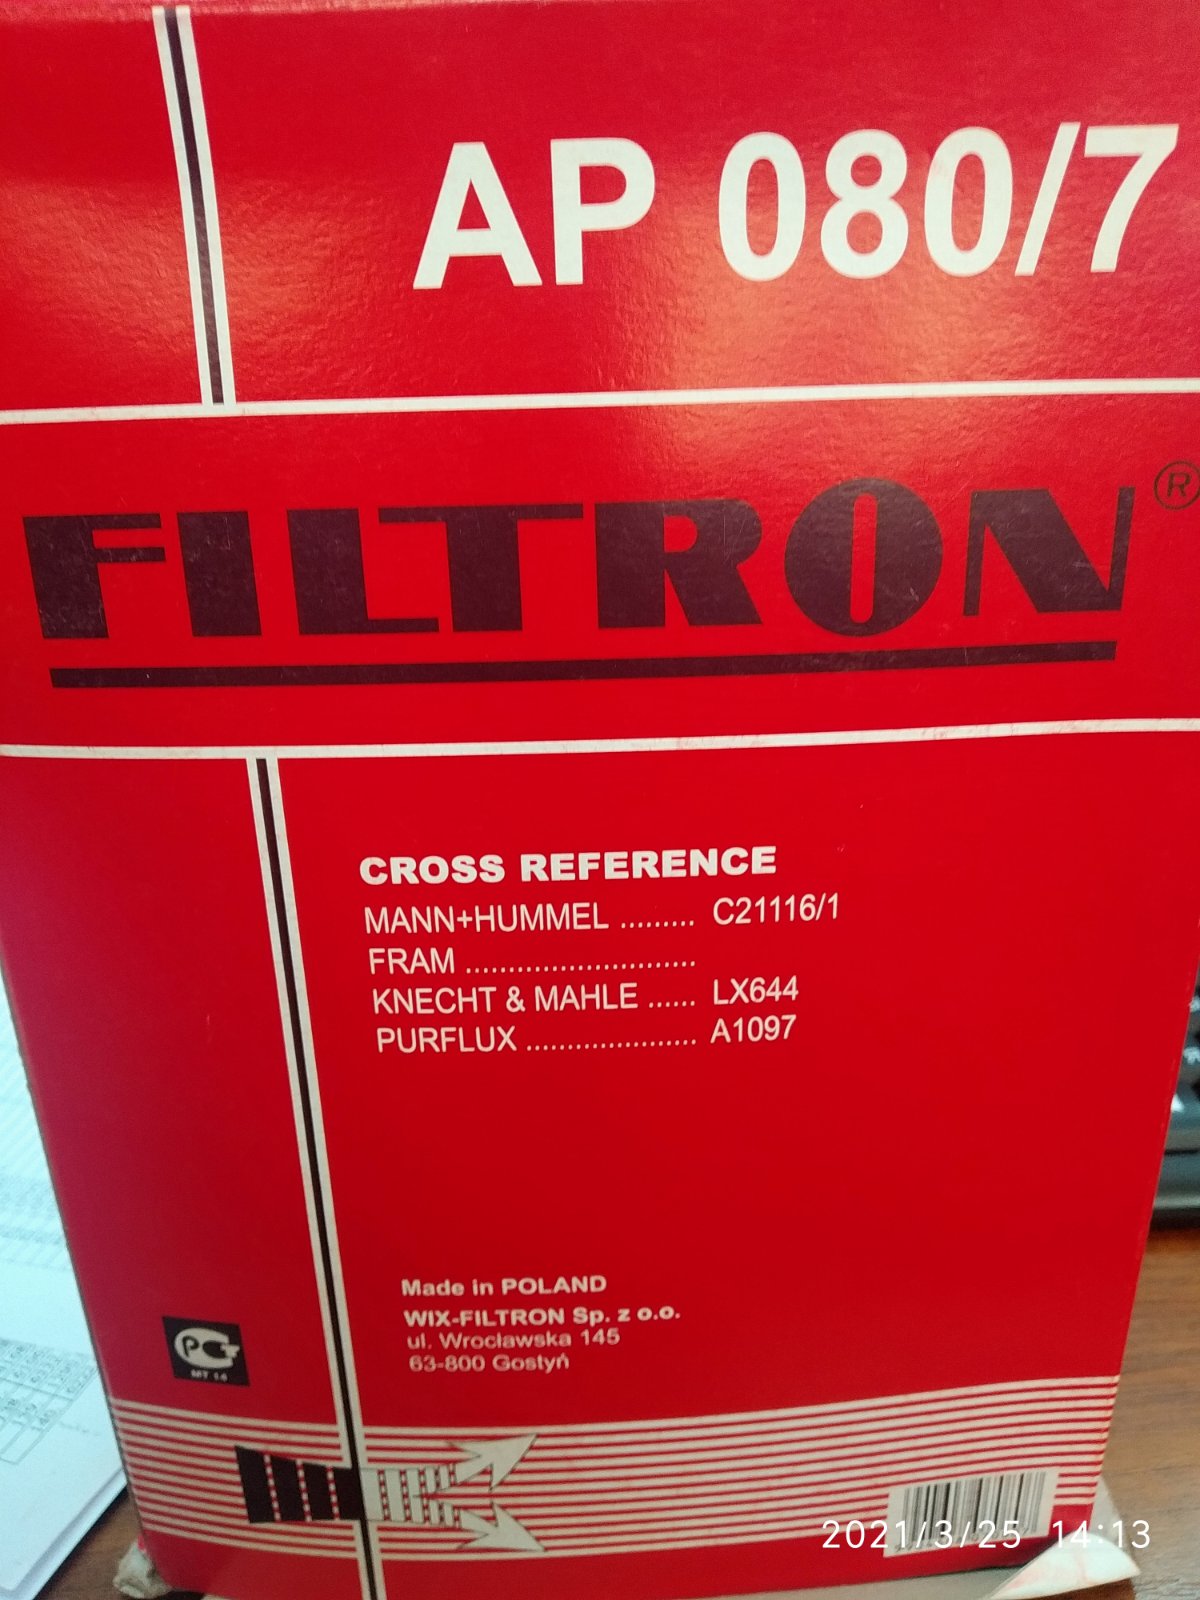 AP 080/7
FILTRON®
CROSS REFERENCE
MANN+HUMMEL ......... C21116/1
FRAM ...........................
KNECHT & MAHLE ...... LX644
PURFLUX ..................... A1097
Made in POLAND
WIX-FILTRON Sp. z o.o.
ul. Wrocławska 145
63-800 Gostyń
2021/3/25 14:13